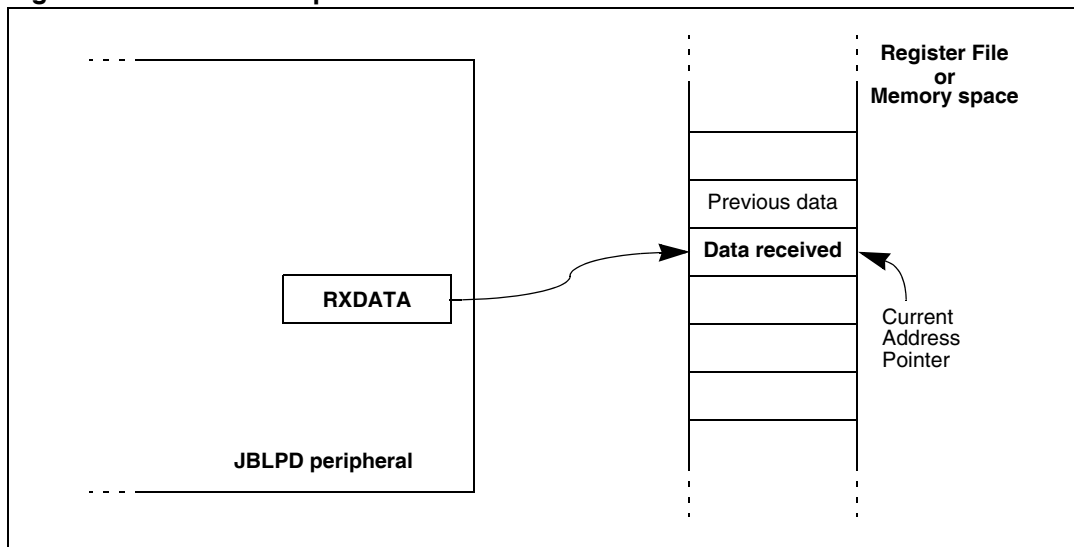 Register File
or
Memory space
Previous data
Data received
RXDATA
Current
Address
Pointer
JBLPD peripheral